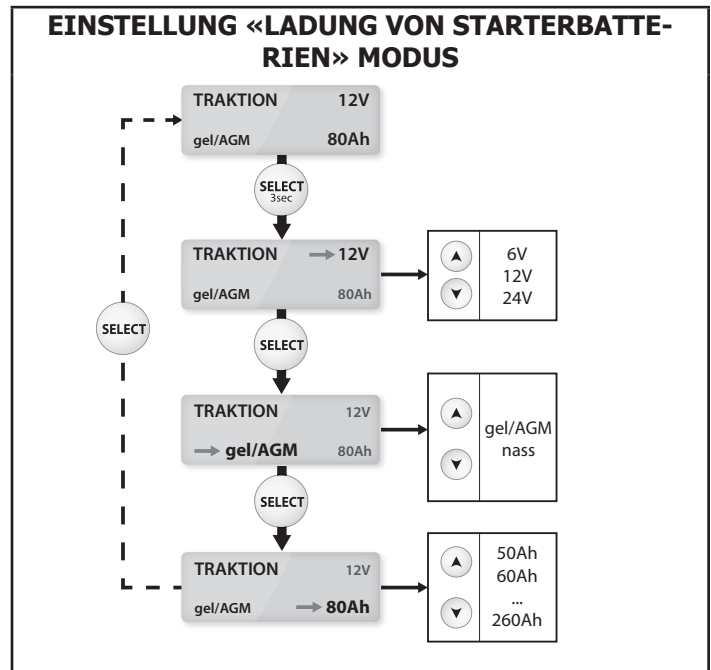 EINSTELLUNG «LADUNG VON STARTERBATTE-
RIEN» MODUS
TRAKTION 12V
gel/AGM 80Ah
SELECT
3sec
TRAKTION 12V
gel/AGM 80Ah
6V
12V
24V
SELECT
SELECT
TRAKTION 12V
gel/AGM 80Ah
gel/AGM
nass
SELECT
TRAKTION 12V
gel/AGM 80Ah
50Ah
60Ah
...
260Ah